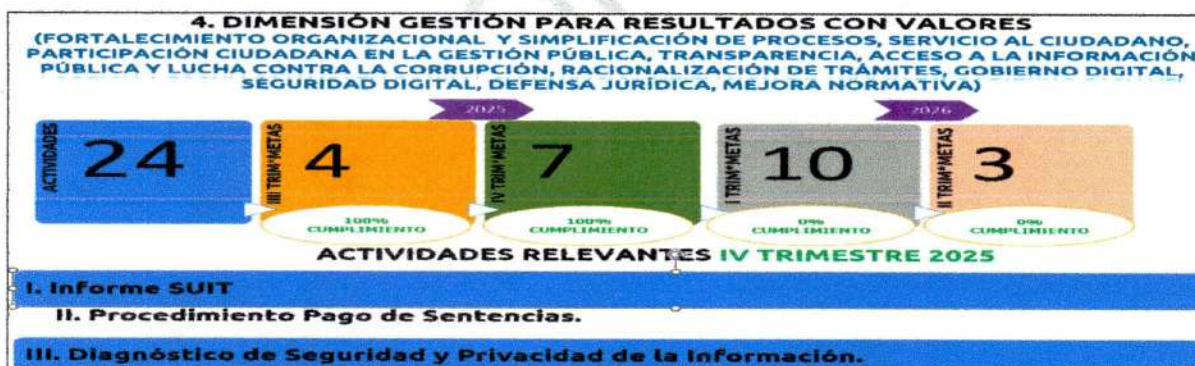 4. DIMENSIÓN GESTIÓN PARA RESULTADOS CON VALORES
(FORTALECIMIENTO ORGANIZACIONAL Y SIMPLIFICACIÓN DE PROCESOS, SERVICIO AL CIUDADANO,
PARTICIPACIÓN CIUDADANA EN LA GESTIÓN PÚBLICA, TRANSPARENCIA, ACCESO A LA INFORMACIÓN
PÚBLICA Y LUCHA CONTRA LA CORRUPCIÓN, RACIONALIZACIÓN DE TRÁMITES, GOBIERNO DIGITAL,
SEGURIDAD DIGITAL, DEFENSA JURÍDICA, MEJORA NORMATIVA)
2025
2026
ACTIVIDADES
24
III TRIM*METAS
4
IV TRIM*METAS
7
I TRIM*METAS
10
II TRIM*METAS
3
100%
CUMPLIMIENTO
100%
CUMPLIMIENTO
0%
CUMPLIMIENTO
0%
CUMPLIMIENTO
ACTIVIDADES RELEVANTES IV TRIMESTRE 2025
I. Informe SUIT
II. Procedimiento Pago de Sentencias.
III. Diagnóstico de Seguridad y Privacidad de la Información.